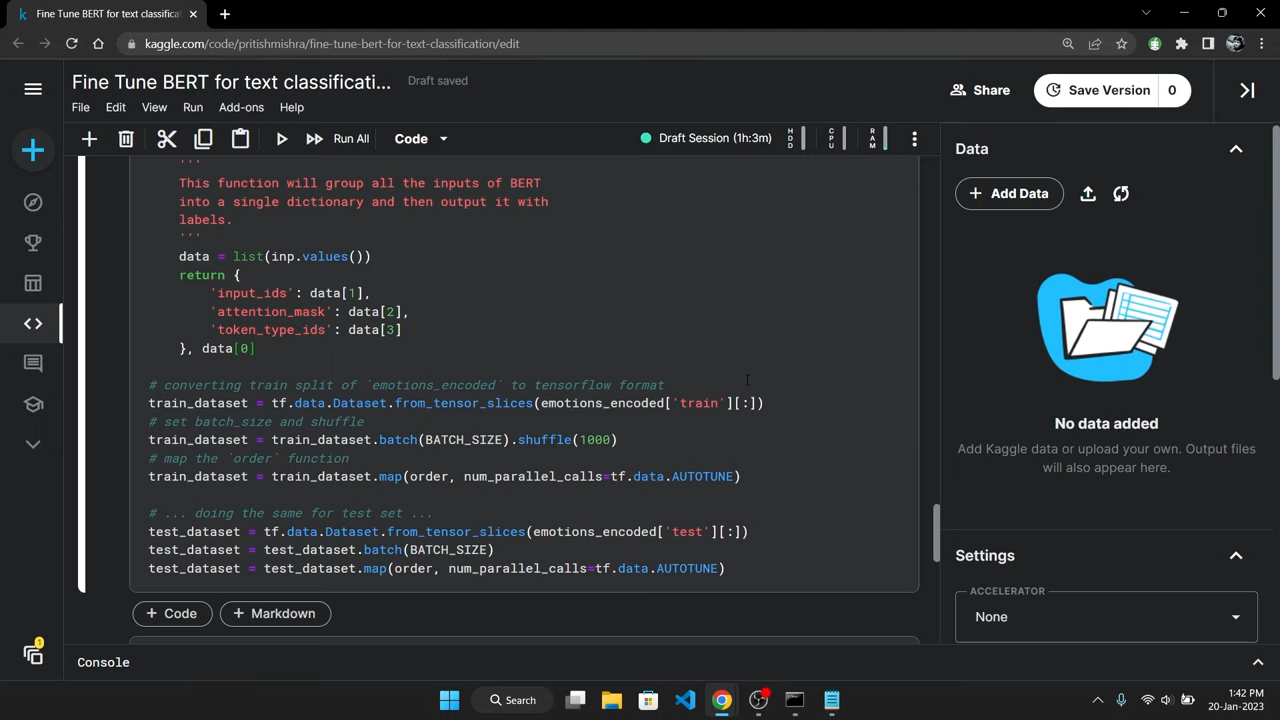 Fine Tune BERT for text classificat
kaggle.com/code/pritishmishra/fine-tune-bert-for-text-classification/edit
Fine Tune BERT for text classificati...
Draft saved
File Edit View Run Add-ons Help
Share
Save Version 0
Run All
Code
Draft Session (1h:3m)
HDD
CPU
RAM
'''
This function will group all the inputs of BERT
into a single dictionary and then output it with
labels.
'''
data = list(inp.values())
return {
'input_ids': data[1],
'attention_mask': data[2],
'token_type_ids': data[3]
}, data[0]
# converting train split of `emotions_encoded` to tensorflow format
train_dataset = tf.data.Dataset.from_tensor_slices(emotions_encoded['train'][:])
# set batch_size and shuffle
train_dataset = train_dataset.batch(BATCH_SIZE).shuffle(1000)
# map the `order` function
train_dataset = train_dataset.map(order, num_parallel_calls=tf.data.AUTOTUNE)
# ... doing the same for test set ...
test_dataset = tf.data.Dataset.from_tensor_slices(emotions_encoded['test'][:])
test_dataset = test_dataset.batch(BATCH_SIZE)
test_dataset = test_dataset.map(order, num_parallel_calls=tf.data.AUTOTUNE)
+ Code
+ Markdown
Console
Data
+ Add Data
No data added
Add Kaggle data or upload your own. Output files
will also appear here.
Settings
ACCELERATOR
None
1
Search
1:42 PM
20-Jan-2023